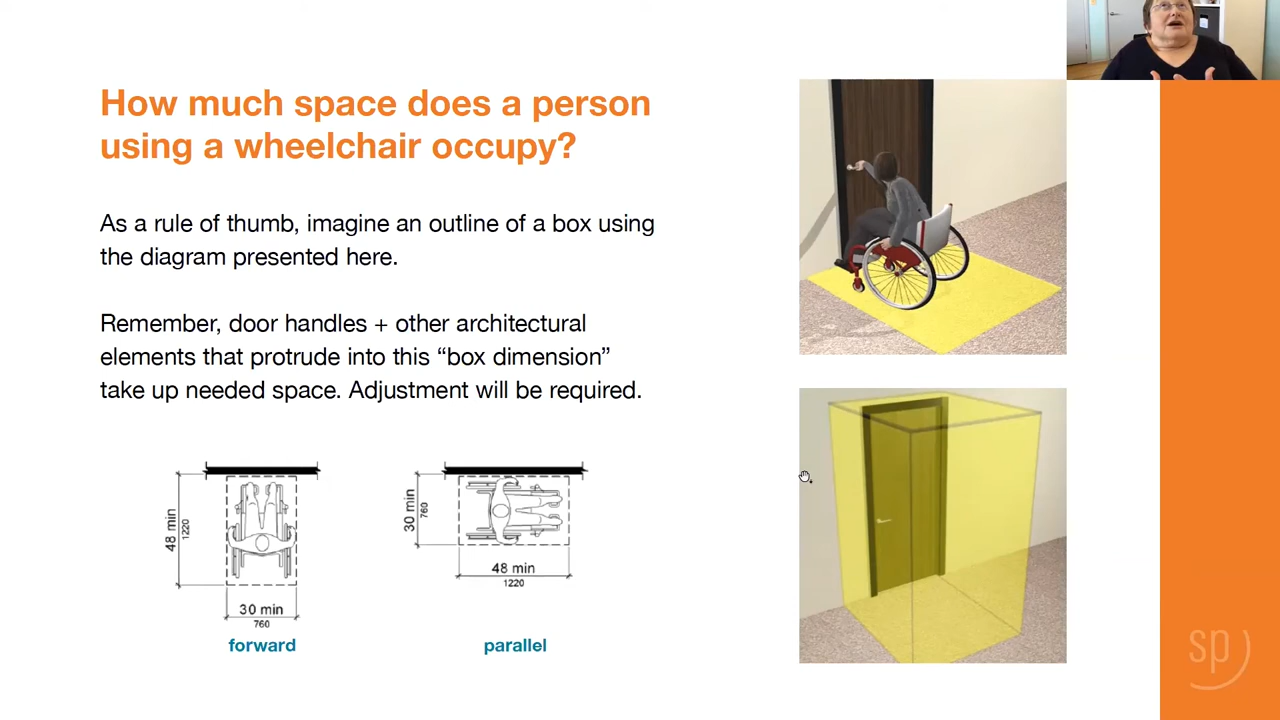 How much space does a person
using a wheelchair occupy?
As a rule of thumb, imagine an outline of a box using
the diagram presented here.
Remember, door handles + other architectural
elements that protrude into this “box dimension”
take up needed space. Adjustment will be required.
48 min
1220
30 min
760
forward
30 min
760
48 min
1220
parallel
sp